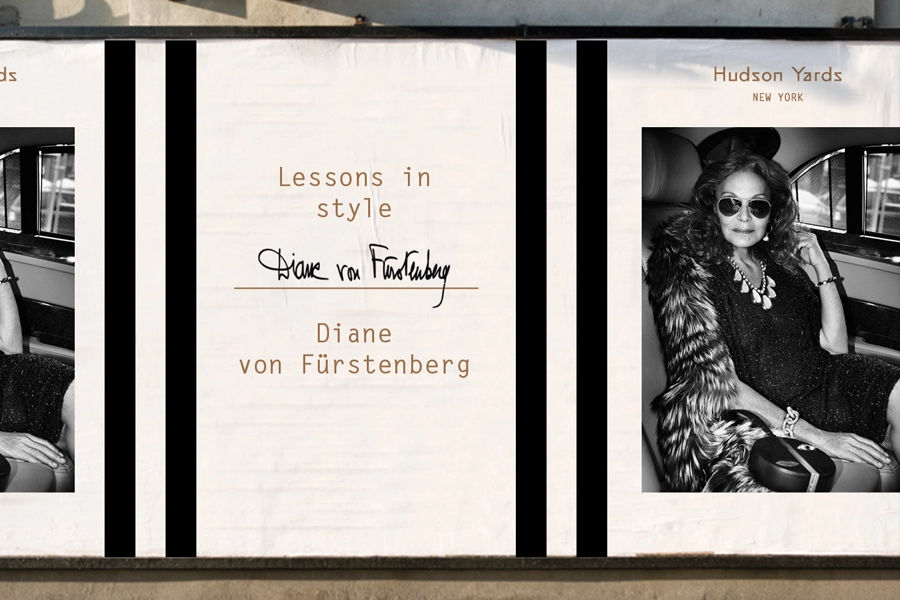 ds
Lessons in
style
Diane von Fürstenberg
Diane
von Fürstenberg
Hudson Yards
NEW YORK